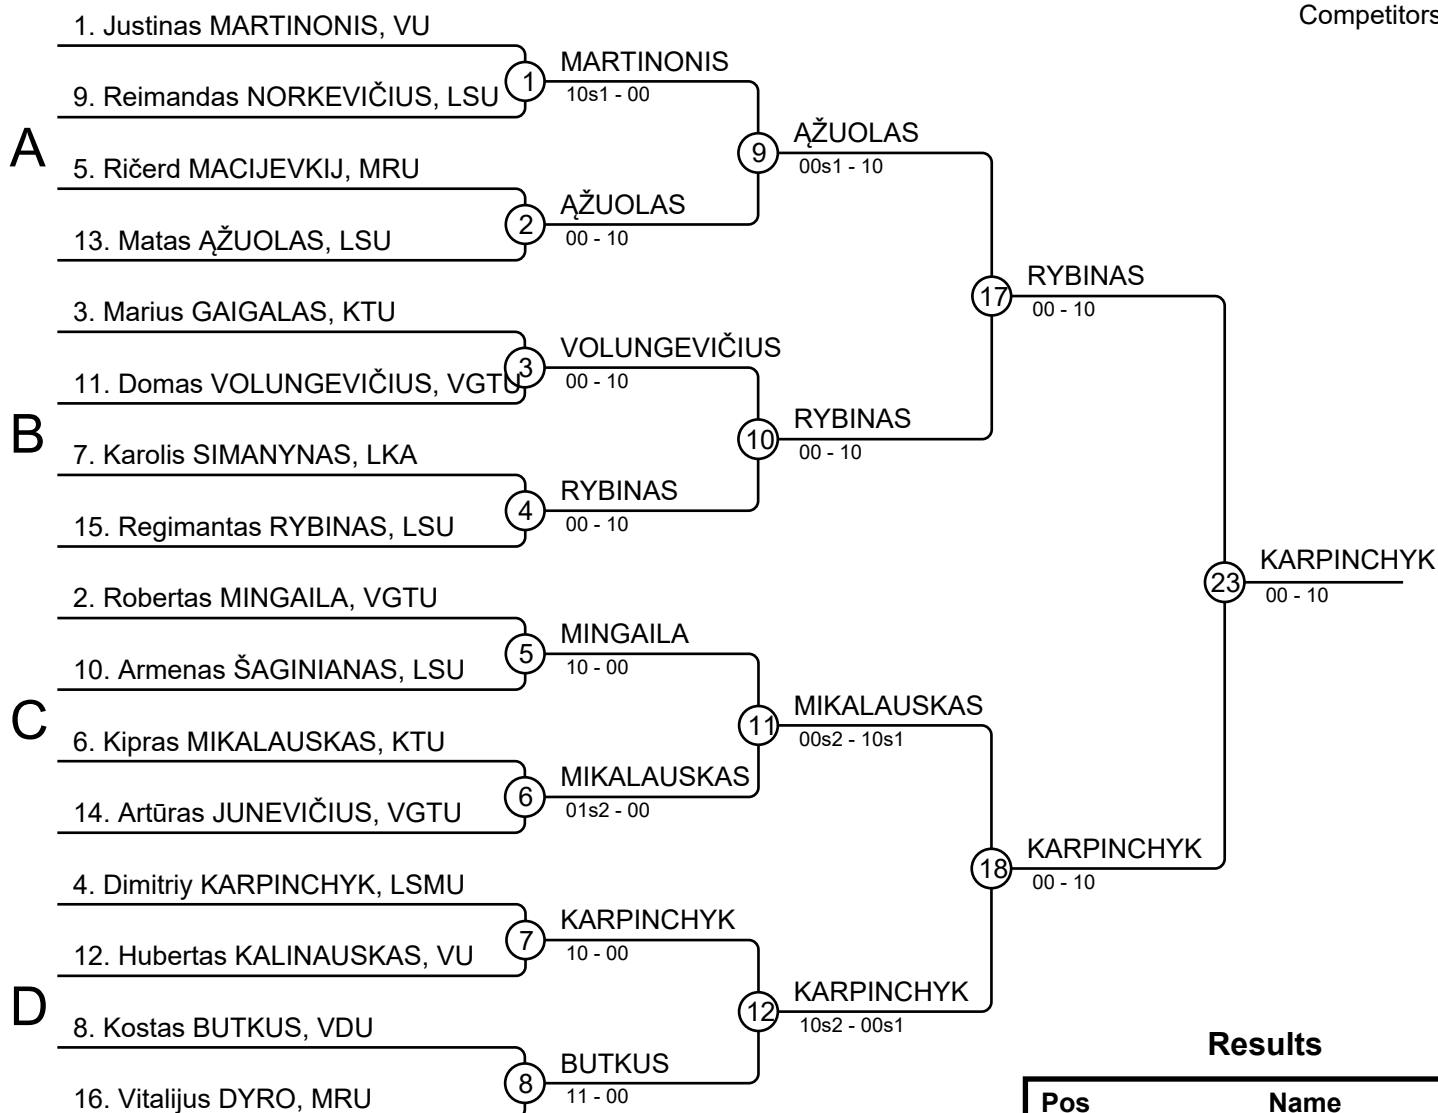 Competitors
1. Justinas MARTINONIS, VU
9. Reimandas NORKEVIČIUS, LSU
1
MARTINONIS
10s1 - 00
A
5. Ričerd MACIJEVKIJ, MRU
13. Matas ĄŽUOLAS, LSU
2
ĄŽUOLAS
00 - 10
9
ĄŽUOLAS
00s1 - 10
3. Marius GAIGALAS, KTU
11. Domas VOLUNGEVIČIUS, VGTU
3
VOLUNGEVIČIUS
00 - 10
B
7. Karolis SIMANYNAS, LKA
15. Regimantas RYBINAS, LSU
4
RYBINAS
00 - 10
10
RYBINAS
00 - 10
17
RYBINAS
00 - 10
2. Robertas MINGAILA, VGTU
10. Armenas ŠAGINIANAS, LSU
5
MINGAILA
10 - 00
C
6. Kipras MIKALAUSKAS, KTU
14. Artūras JUNEVIČIUS, VGTU
6
MIKALAUSKAS
01s2 - 00
11
MIKALAUSKAS
00s2 - 10s1
4. Dimitriy KARPINCHYK, LSMU
12. Hubertas KALINAUSKAS, VU
7
KARPINCHYK
10 - 00
D
8. Kostas BUTKUS, VDU
16. Vitalijus DYRO, MRU
8
BUTKUS
11 - 00
12
KARPINCHYK
10s2 - 00s1
18
KARPINCHYK
00 - 10
23
KARPINCHYK
00 - 10
Results
Pos Name